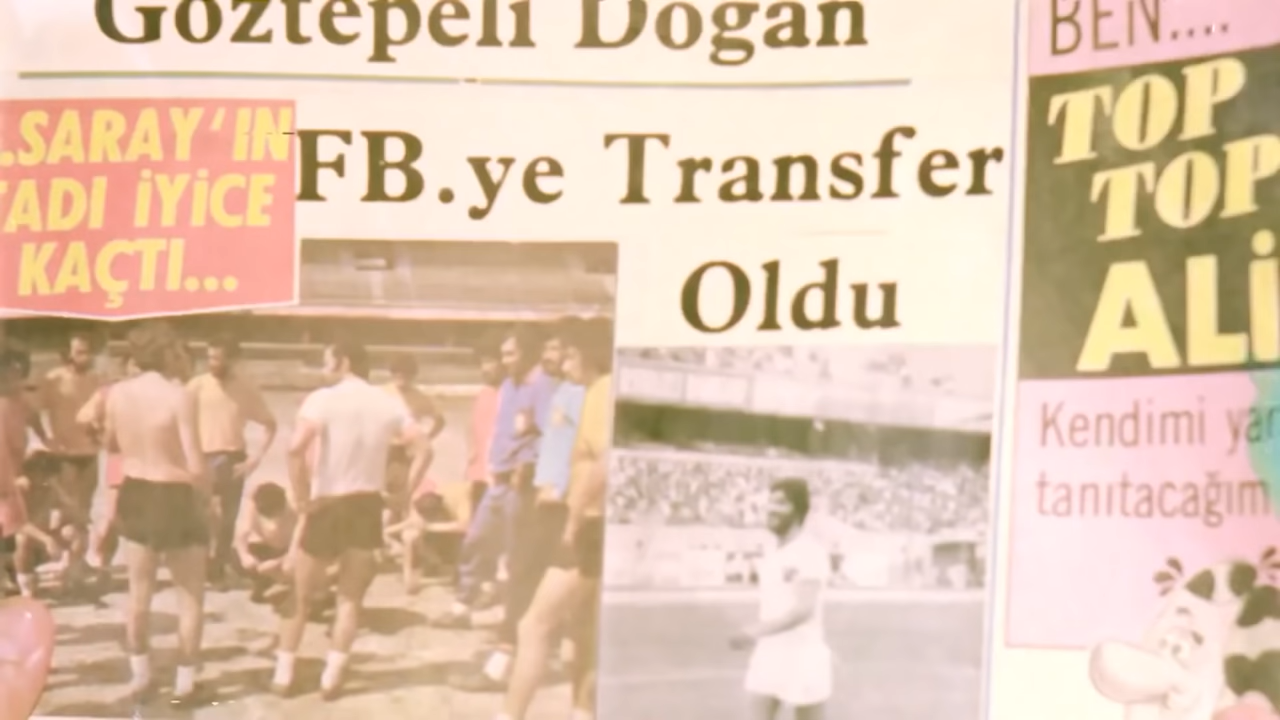 Göztepeli Doğan
FB.ye Transfer
Oldu
.SARAY'IN
TADI İYİCE
KAÇTI...
BEN....
TOP
TOP
ALİ
Kendimi
tanıtacağım